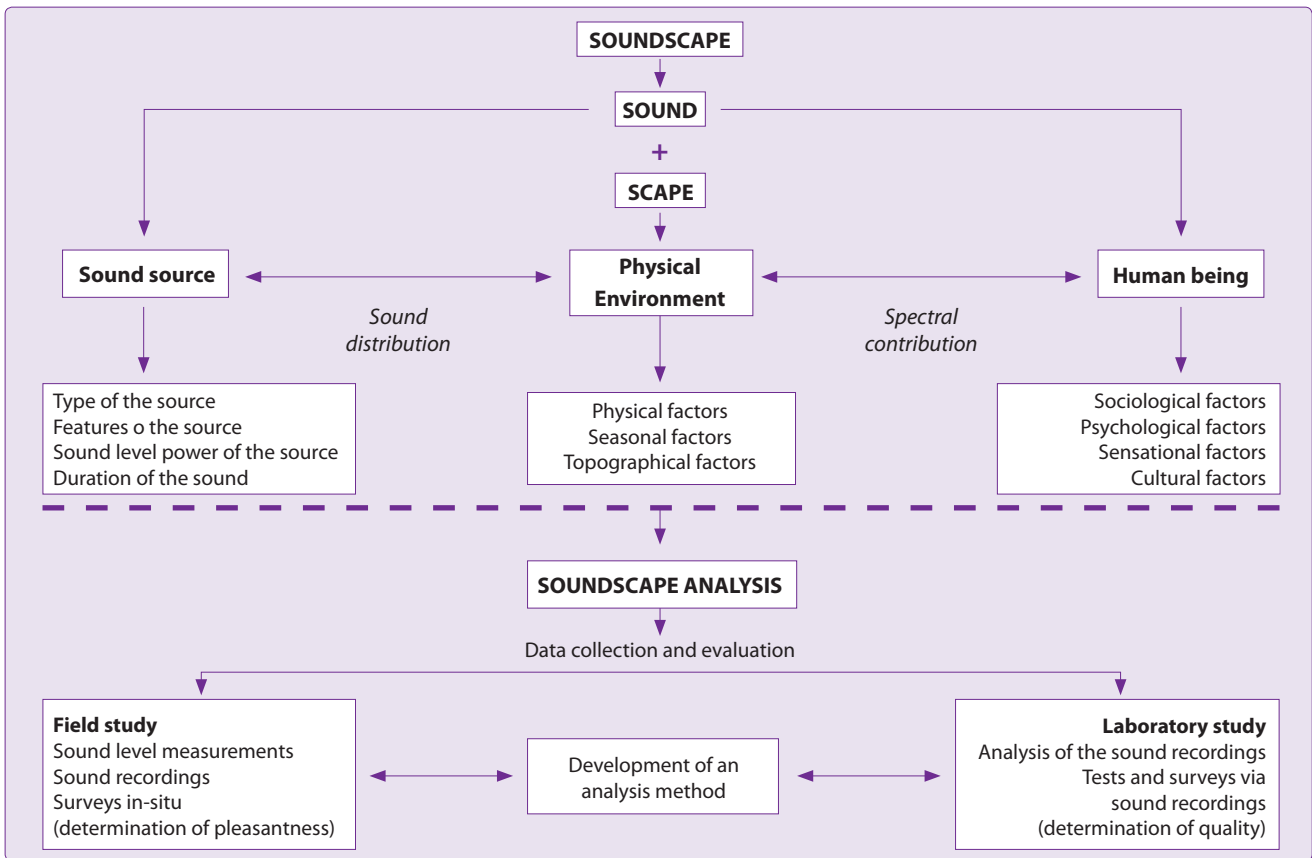 SOUNDSCAPE
SOUND
+
SCAPE
Sound source
Physical
Environment
Human being
Sound
distribution
Spectral
contribution
Type of the source
Features o the source
Sound level power of the source
Duration of the sound
Physical factors
Seasonal factors
Topographical factors
Sociological factors
Psychological factors
Sensational factors
Cultural factors
SOUNDSCAPE ANALYSIS
Data collection and evaluation
Field study
Sound level measurements
Sound recordings
Surveys in-situ
(determination of pleasantness)
Development of an
analysis method
Laboratory study
Analysis of the sound recordings
Tests and surveys via
sound recordings
(determination of quality)